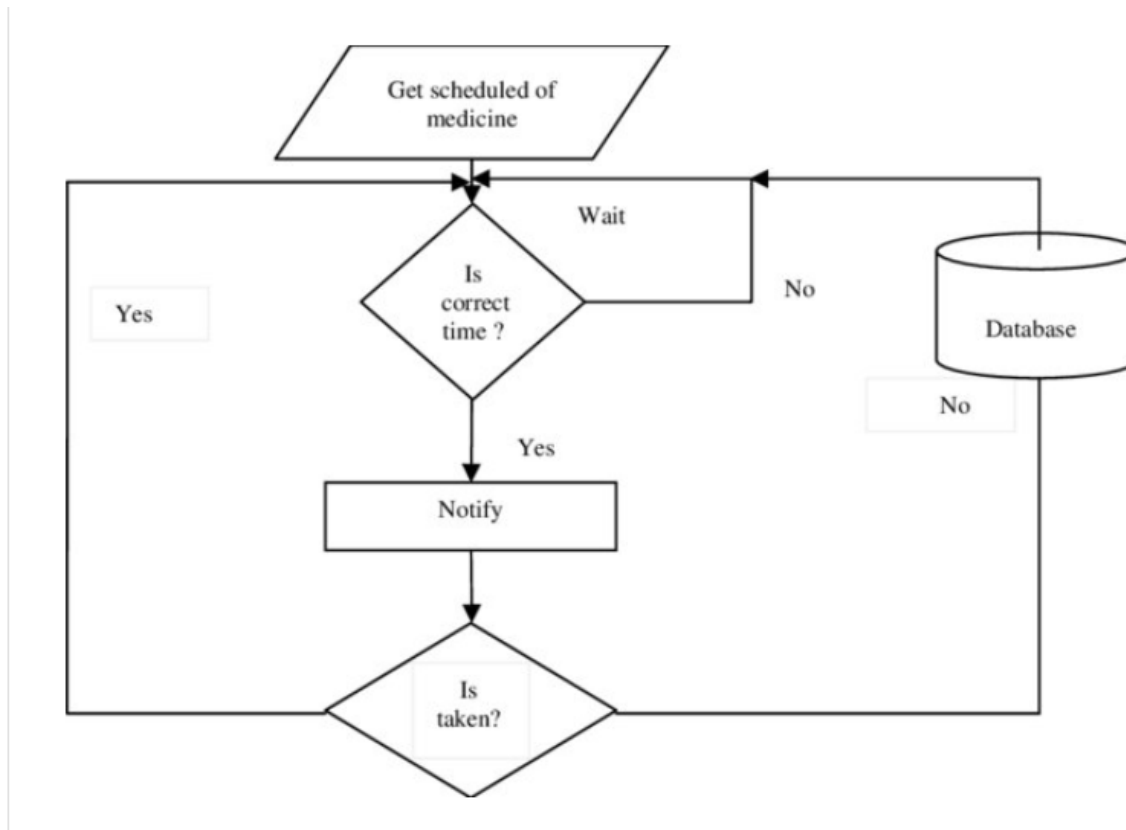 Get scheduled of
medicine
Wait
Is
correct
time ?
No
Yes
Database
No
Yes
Notify
Is
taken?